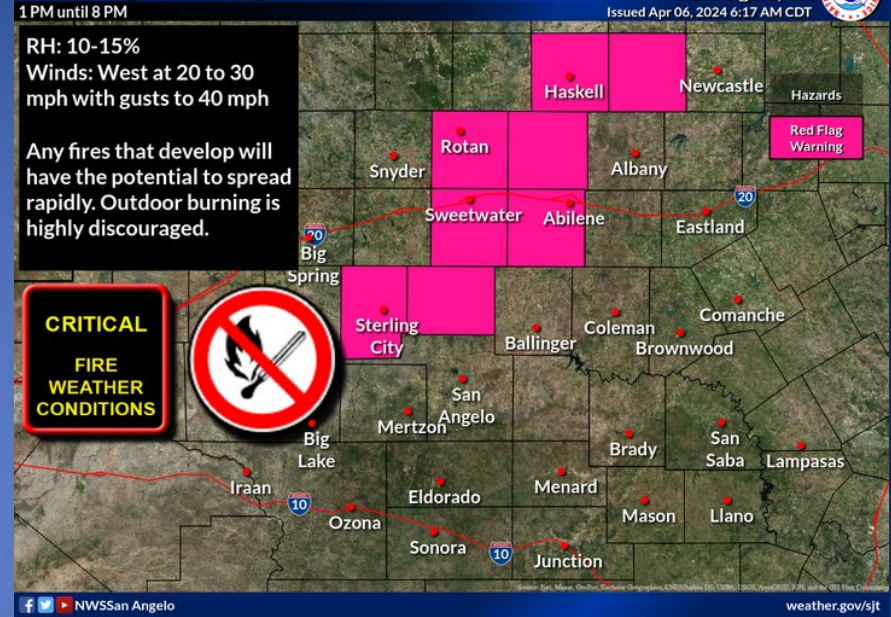 1 PM until 8 PM
Issued Apr 06, 2024 6:17 AM CDT
RH: 10-15%
Winds: West at 20 to 30
mph with gusts to 40 mph
Any fires that develop will
have the potential to spread
rapidly. Outdoor burning is
highly discouraged.
CRITICAL
FIRE
WEATHER
CONDITIONS
Hazards
Red Flag
Warning
Haskell
Newcastle
Rotan
Snyder
Albany
20
Sweetwater
Abilene
Eastland
20
Big
Spring
Sterling
City
Comanche
Coleman
Ballinger
Brownwood
San
Angelo
Mertzon
Big
Lake
Brady
San
Saba
Lampasas
Iraan
Eldorado
Menard
10
Ozona
Mason
Llano
Sonora
10
Junction
NWSSan Angelo
weather.gov/sjt